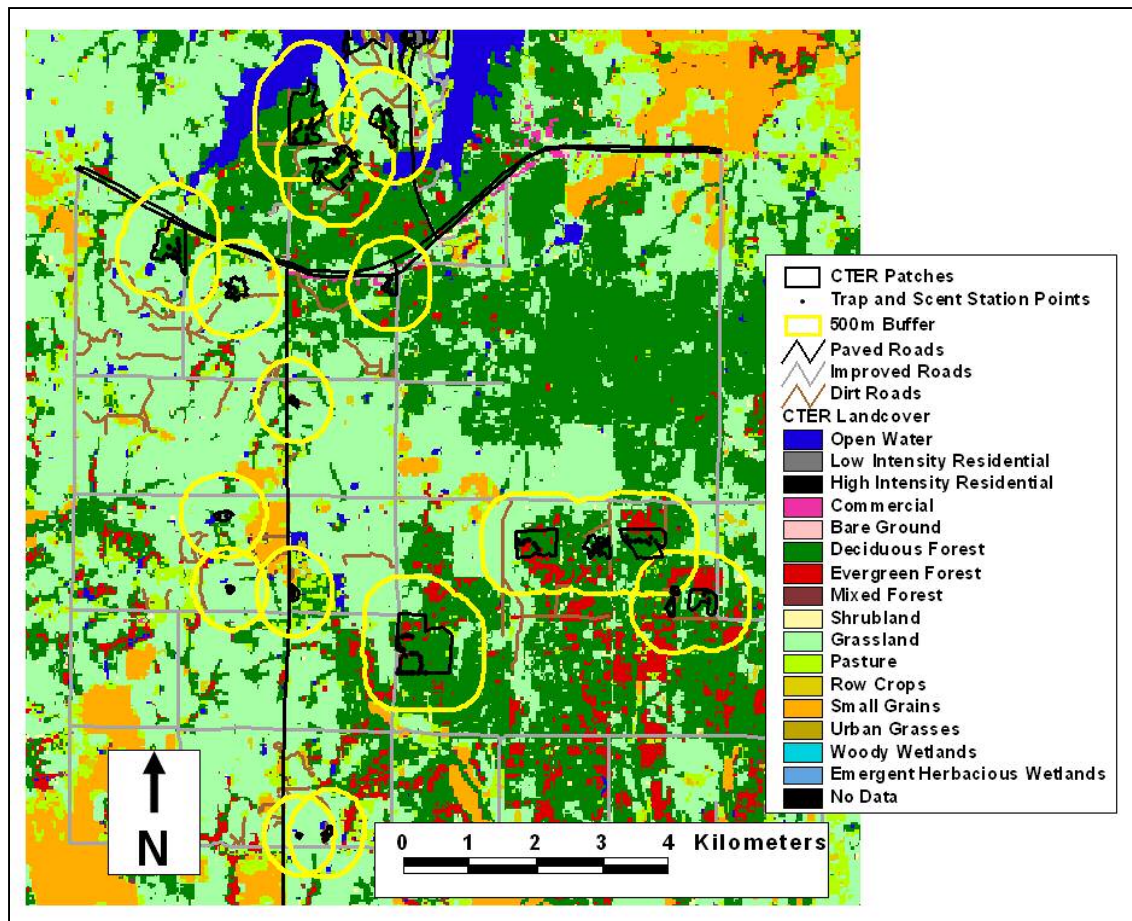 CTER Patches
Trap and Scent Station Points
500m Buffer
Paved Roads
Improved Roads
Dirt Roads
CTER Landcover
Open Water
Low Intensity Residential
High Intensity Residential
Commercial
Bare Ground
Deciduous Forest
Evergreen Forest
Mixed Forest
Shrubland
Grassland
Pasture
Row Crops
Small Grains
Urban Grasses
Woody Wetlands
Emergent Herbacious Wetlands
No Data
N
0 1 2 3 4 Kilometers